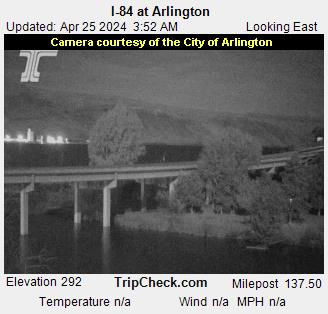 I-84 at Arlington
Updated: Apr 25 2024 3:52 AM Looking East
Camera courtesy of the City of Arlington
Elevation 292 TripCheck.com Milepost 137.50
Temperature n/a Wind n/a MPH n/a